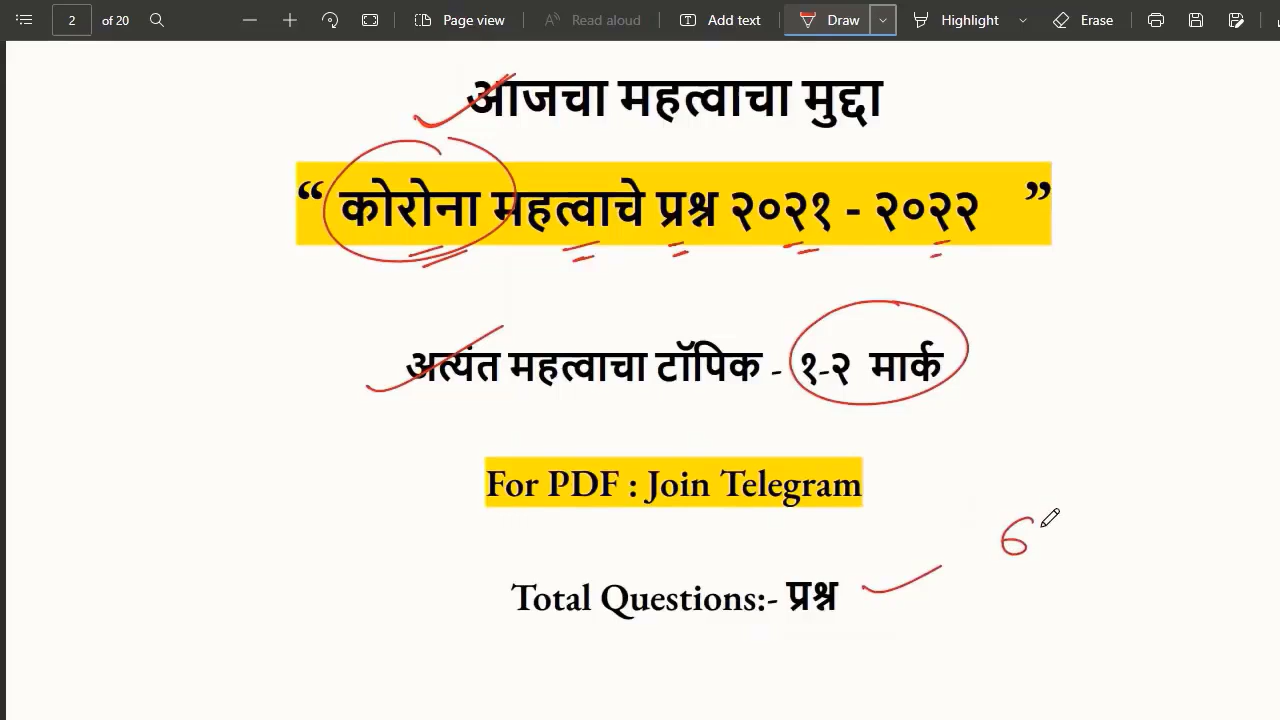 2 of 20 Page view Read aloud Add text Draw Highlight Erase
आजचा महत्वाचा मुद्दा
“ कोरोना महत्वाचे प्रश्न २०२१ - २०२२ ”
अत्यंत महत्वाचा टॉपिक - १-२ मार्क
For PDF : Join Telegram
6
Total Questions:- प्रश्न